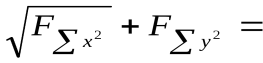 √F_{∑x²} + F_{∑y²} =